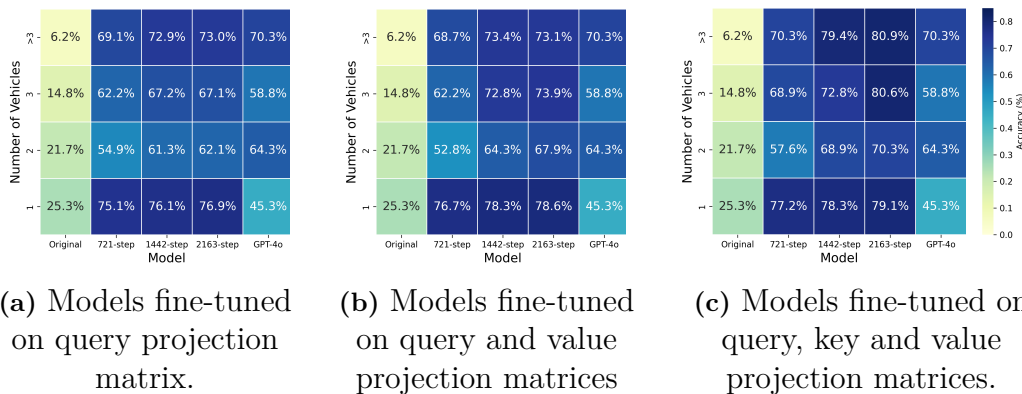 Number of Vehicles
>3
6.2% 69.1% 72.9% 73.0% 70.3%
3
14.8% 62.2% 67.2% 67.1% 58.8%
2
21.7% 54.9% 61.3% 62.1% 64.3%
1
25.3% 75.1% 76.1% 76.9% 45.3%
Original 721-step 1442-step 2163-step GPT-4o
Model
(a) Models fine-tuned
on query projection
matrix.
Number of Vehicles
>3
6.2% 68.7% 73.4% 73.1% 70.3%
3
14.8% 62.2% 72.8% 73.9% 58.8%
2
21.7% 52.8% 64.3% 67.9% 64.3%
1
25.3% 76.7% 78.3% 78.6% 45.3%
Original 721-step 1442-step 2163-step GPT-4o
Model
(b) Models fine-tuned
on query and value
projection matrices
Number of Vehicles
>3
6.2% 70.3% 79.4% 80.9% 70.3%
3
14.8% 68.9% 72.8% 80.6% 58.8%
2
21.7% 57.6% 68.9% 70.3% 64.3%
1
25.3% 77.2% 78.3% 79.1% 45.3%
Original 721-step 1442-step 2163-step GPT-4o
Model
0.8
0.7
0.6
0.5
0.4
0.3
0.2
0.1
0.0
Accuracy (%)
(c) Models fine-tuned on
query, key and value
projection matrices.